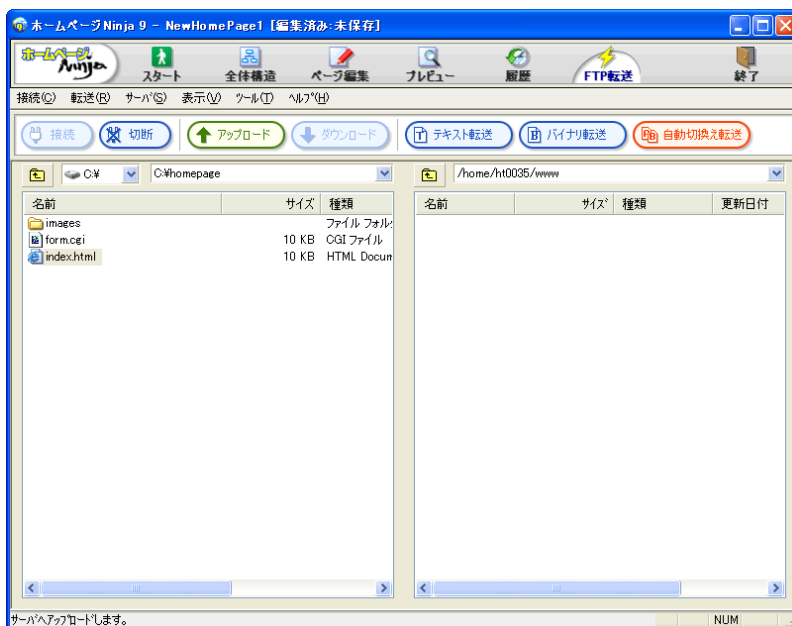 ホームページNinja 9 - NewHomePage1 [編集済み:未保存]
ホームページ Ninja
スタート 全体構造 ページ編集 プレビュー 履歴 FTP転送 終了
接続(C) 転送(R) サーバ(S) 表示(V) ツール(T) ヘルプ(H)
接続 切断 アップロード ダウンロード テキスト転送 バイナリ転送 自動切換え転送
C:¥ C:¥homepage /home/ht0035/www
名前 サイズ 種類 名前 サイズ 種類 更新日付
images ファイル フォル
form.cgi 10 KB CGI ファイル
index.html 10 KB HTML Docum
サーバへアップロードします。 NUM